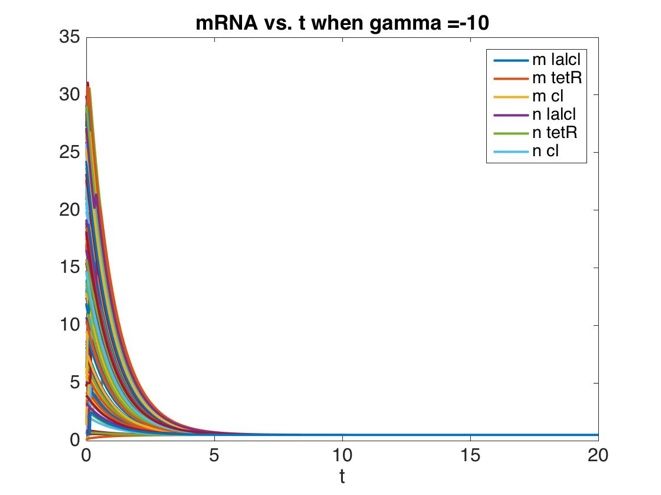 mRNA vs. t when gamma =-10
35
30
25
20
15
10
5
0
m lalcl
m tetR
m cl
n lalcl
n tetR
n cl
0 5 10 15 20
t